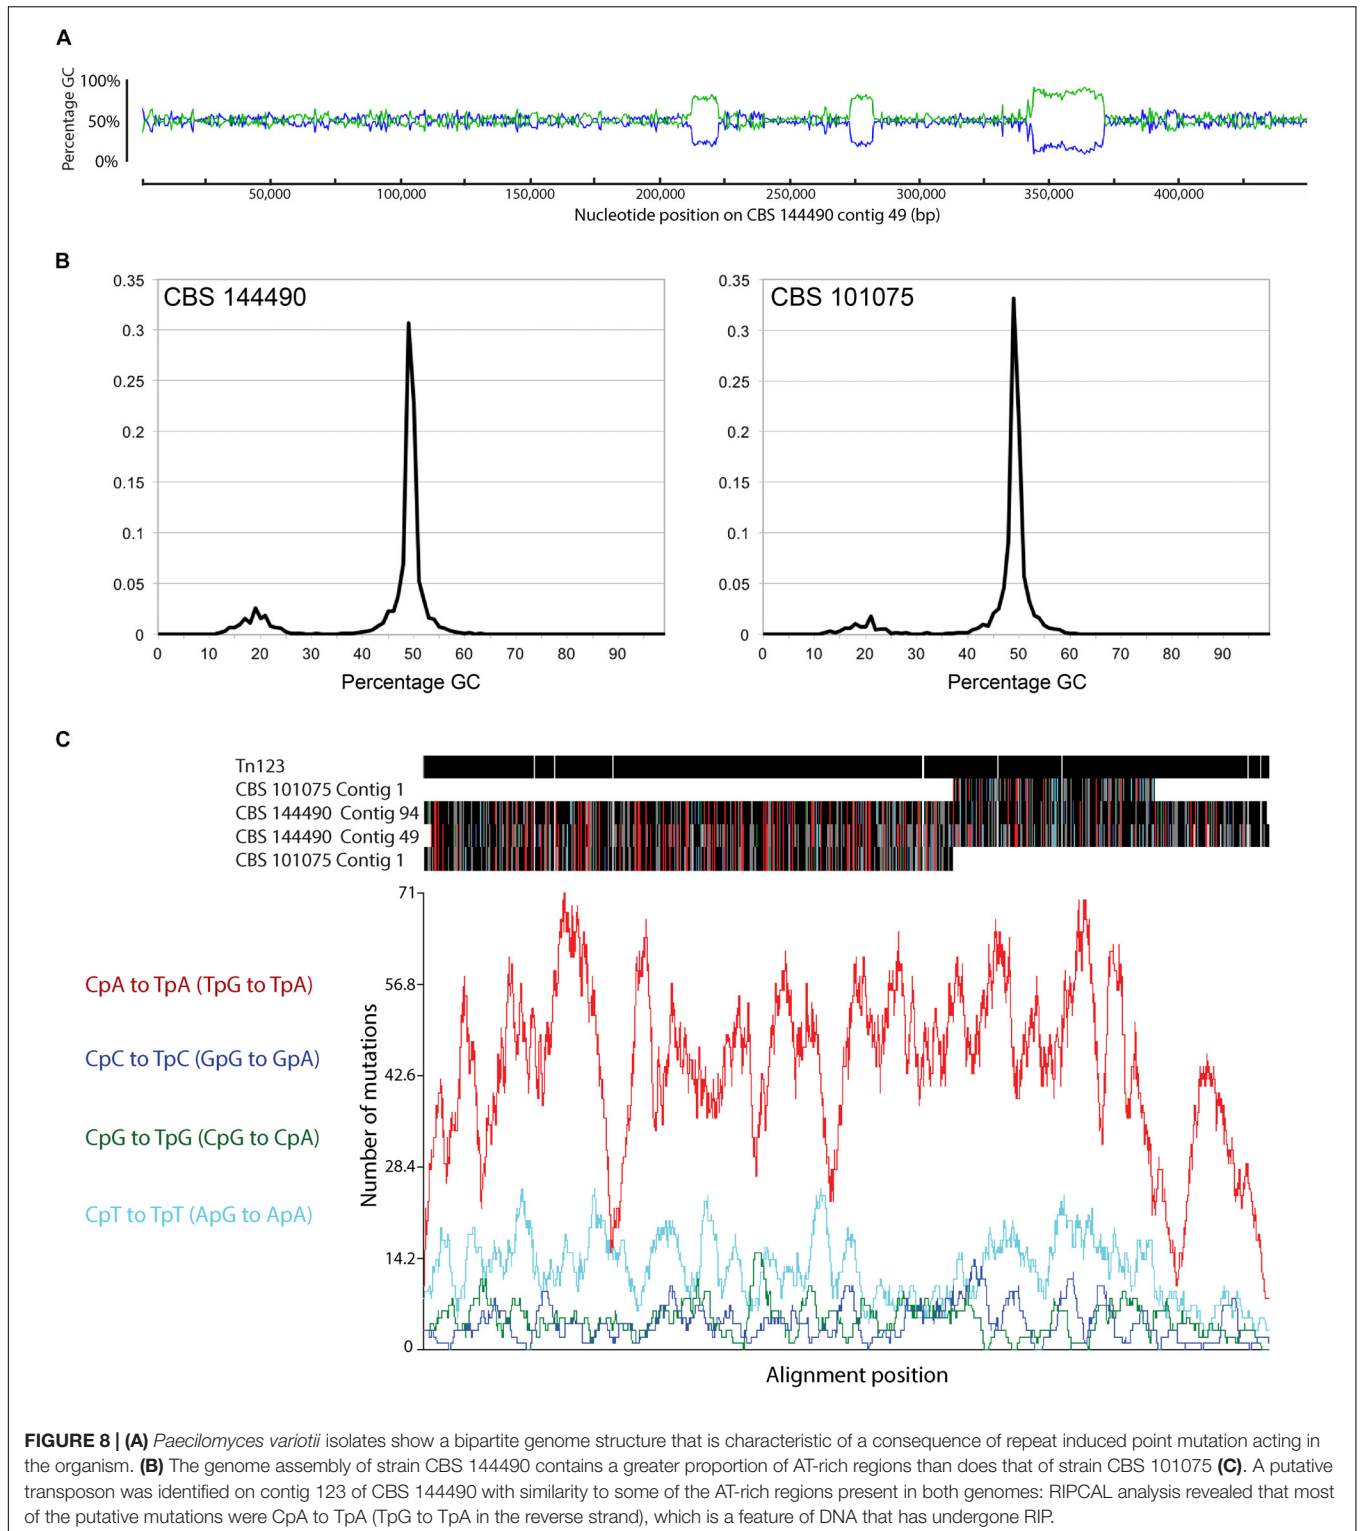 A
Percentage GC
100%
50%
0%
50,000 100,000 150,000 200,000 250,000 300,000 350,000 400,000
Nucleotide position on CBS 144490 contig 49 (bp)
B
CBS 144490
0.35
0.3
0.25
0.2
0.15
0.1
0.05
0
0 10 20 30 40 50 60 70 80 90
Percentage GC
CBS 101075
0.35
0.3
0.25
0.2
0.15
0.1
0.05
0
0 10 20 30 40 50 60 70 80 90
Percentage GC
C
Tn123
CBS 101075 Contig 1
CBS 144490 Contig 94
CBS 144490 Contig 49
CBS 101075 Contig 1
CpA to TpA (TpG to TpA)
CpC to TpC (GpG to GpA)
CpG to TpG (CpG to CpA)
CpT to TpT (ApG to ApA)
Number of mutations
71
56.8
42.6
28.4
14.2
0
Alignment position
FIGURE 8 | (A) Paecilomyces variotii isolates show a bipartite genome structure that is characteristic of a consequence of repeat induced point mutation acting in
the organism. (B) The genome assembly of strain CBS 144490 contains a greater proportion of AT-rich regions than does that of strain CBS 101075 (C). A putative
transposon was identified on contig 123 of CBS 144490 with similarity to some of the AT-rich regions present in both genomes: RIPCAL analysis revealed that most
of the putative mutations were CpA to TpA (TpG to TpA in the reverse strand), which is a feature of DNA that has undergone RIP.